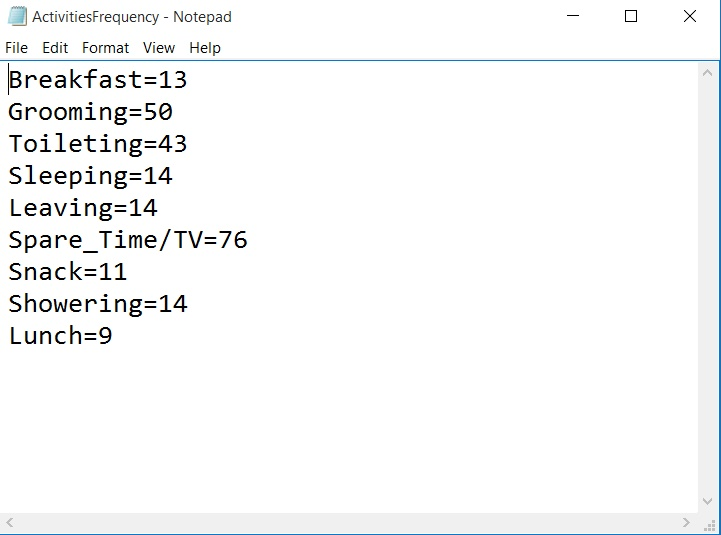 ActivitiesFrequency - Notepad
File Edit Format View Help
Breakfast=13
Grooming=50
Toileting=43
Sleeping=14
Leaving=14
Spare_Time/TV=76
Snack=11
Showering=14
Lunch=9